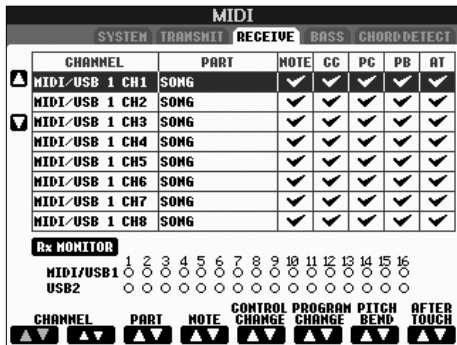 MIDI
SYSTEM TRANSMIT RECEIVE BASS CHORD DETECT
CHANNEL PART NOTE CC PC PB AT
MIDI/USB 1 CH1 SONG
MIDI/USB 1 CH2 SONG
MIDI/USB 1 CH3 SONG
MIDI/USB 1 CH4 SONG
MIDI/USB 1 CH5 SONG
MIDI/USB 1 CH6 SONG
MIDI/USB 1 CH7 SONG
MIDI/USB 1 CH8 SONG
Rx MONITOR
1 2 3 4 5 6 7 8 9 10 11 12 13 14 15 16
MIDI/USB1
USB2
CHANNEL PART NOTE CONTROL CHANGE PROGRAM CHANGE PITCH BEND AFTER TOUCH